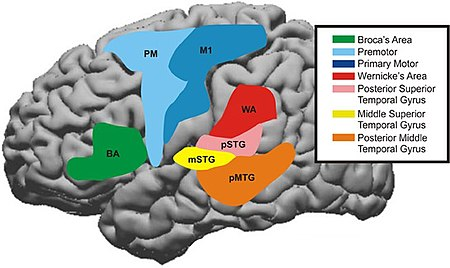 PM
M1
WA
pSTG
BA
mSTG
pMTG
Broca's Area
Premotor
Primary Motor
Wernicke's Area
Posterior Superior
Temporal Gyrus
Middle Superior
Temporal Gyrus
Posterior Middle
Temporal Gyrus